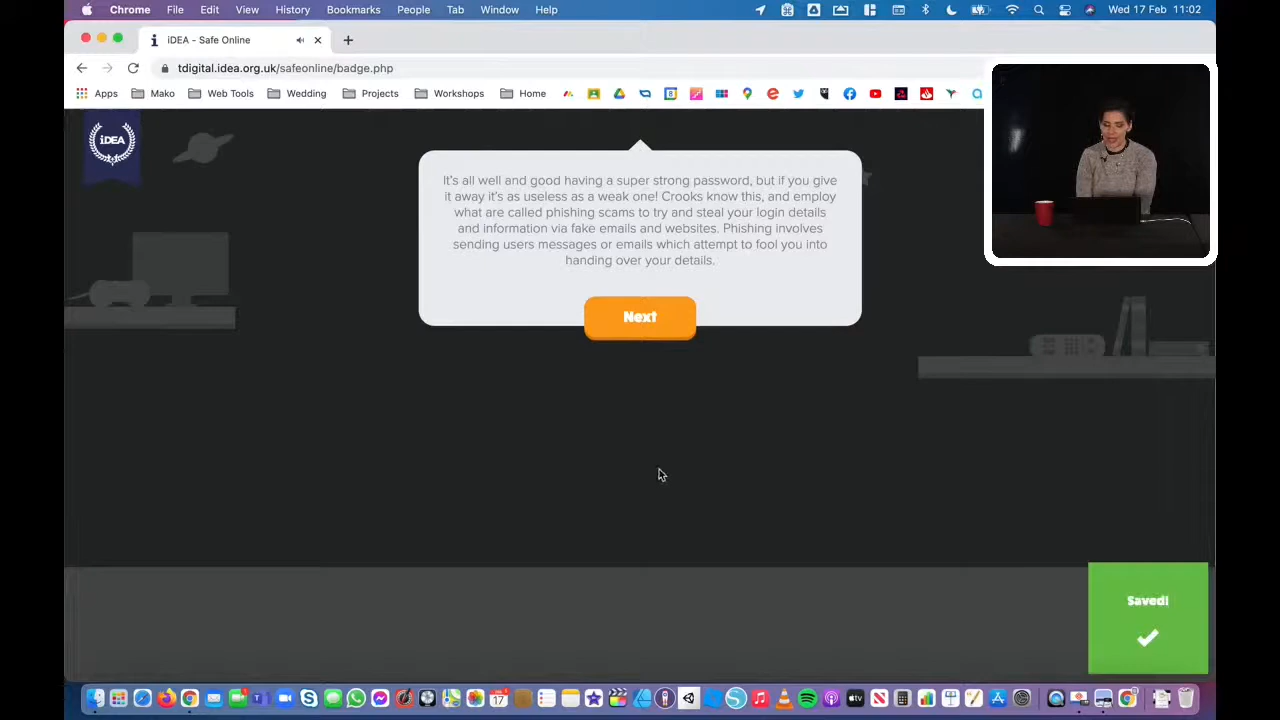 Chrome File Edit View History Bookmarks People Tab Window Help Wed 17 Feb 11:02
iDEA - Safe Online
tdigital.idea.org.uk/safeonline/badge.php
Apps Mako Web Tools Wedding Projects Workshops Home
iDEA
It's all well and good having a super strong password, but if you give
it away it's as useless as a weak one! Crooks know this, and employ
what are called phishing scams to try and steal your login details
and information via fake emails and websites. Phishing involves
sending users messages or emails which attempt to fool you into
handing over your details.
Next
Saved!